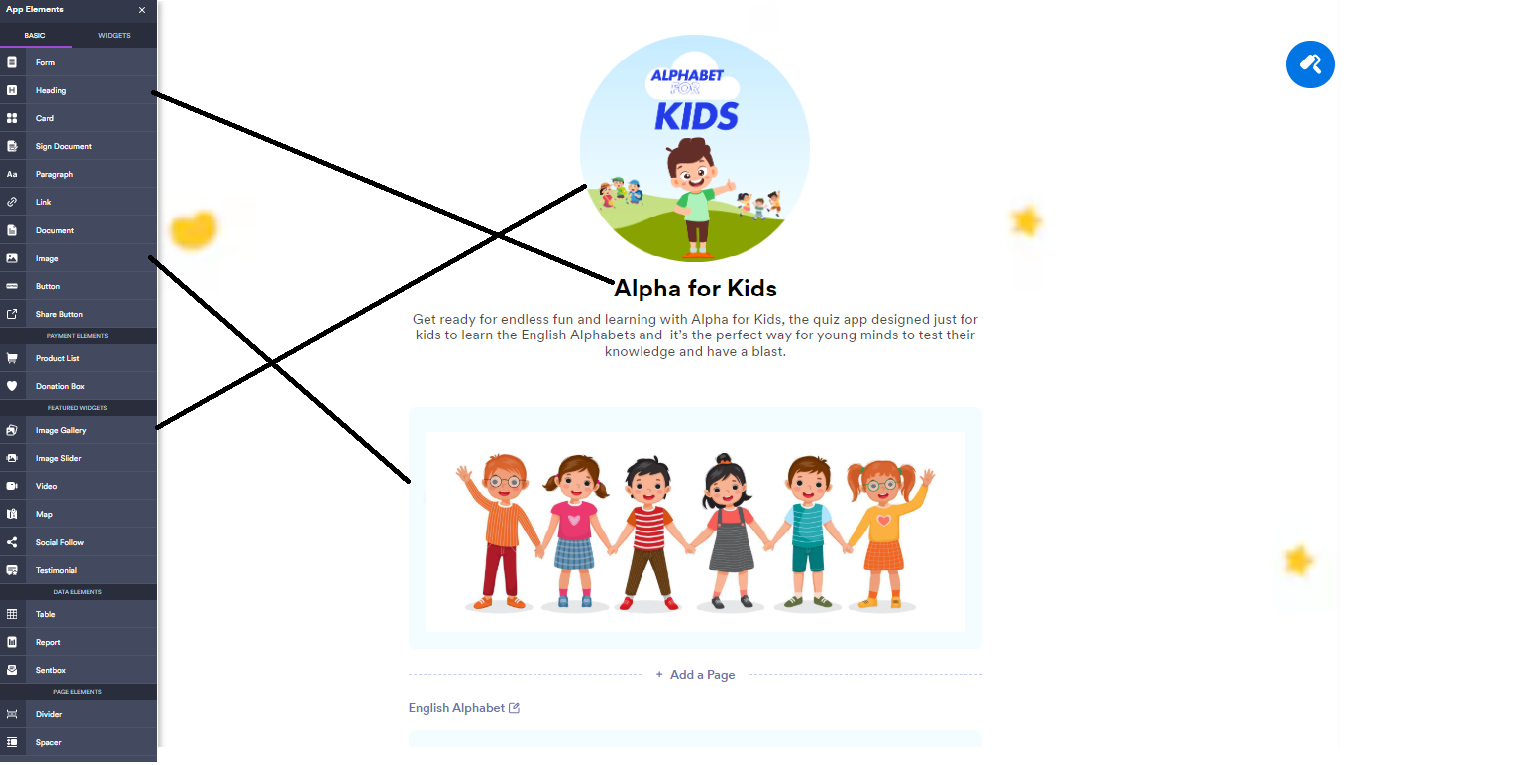 App Elements ×
BASIC WIDGETS
Form
Heading
Card
Sign Document
Aa Paragraph
Link
Document
Image
Button
Share Button
PAYMENT ELEMENTS
Product List
Donation Box
FEATURED WIDGETS
Image Gallery
Image Slider
Video
Map
Social Follow
Testimonial
DATA ELEMENTS
Table
Report
Sentbox
PAGE ELEMENTS
Divider
Spacer
ALPHABET
FOR
KIDS
Alpha for Kids
Get ready for endless fun and learning with Alpha for Kids, the quiz app designed just for
kids to learn the English Alphabets and it's the perfect way for young minds to test their
knowledge and have a blast.
+ Add a Page
English Alphabet